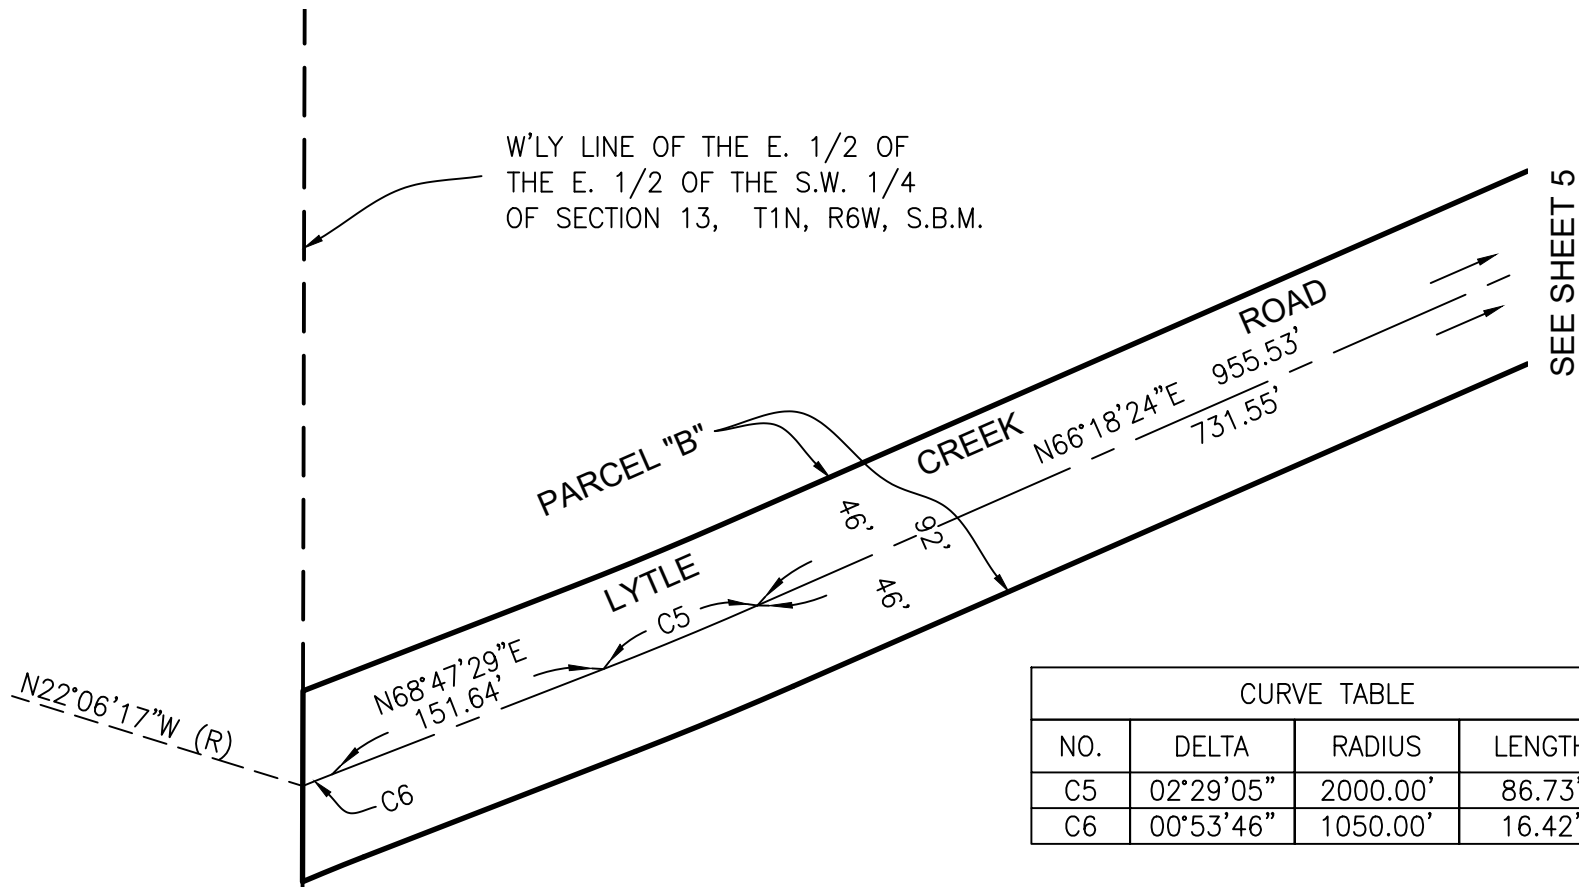 W'LY LINE OF THE E. 1/2 OF
THE E. 1/2 OF THE S.W. 1/4
OF SECTION 13, T1N, R6W, S.B.M.
SEE SHEET 5
ROAD
N66°18'24"E 955.53'
731.55'
CREEK
PARCEL "B"
46'
92'
46'
LYTLE
C5
N68°47'29"E
151.64'
N22°06'17"W (R)
C6
CURVE TABLE
NO. DELTA RADIUS LENGTH
C5 02°29'05" 2000.00' 86.73'
C6 00°53'46" 1050.00' 16.42'